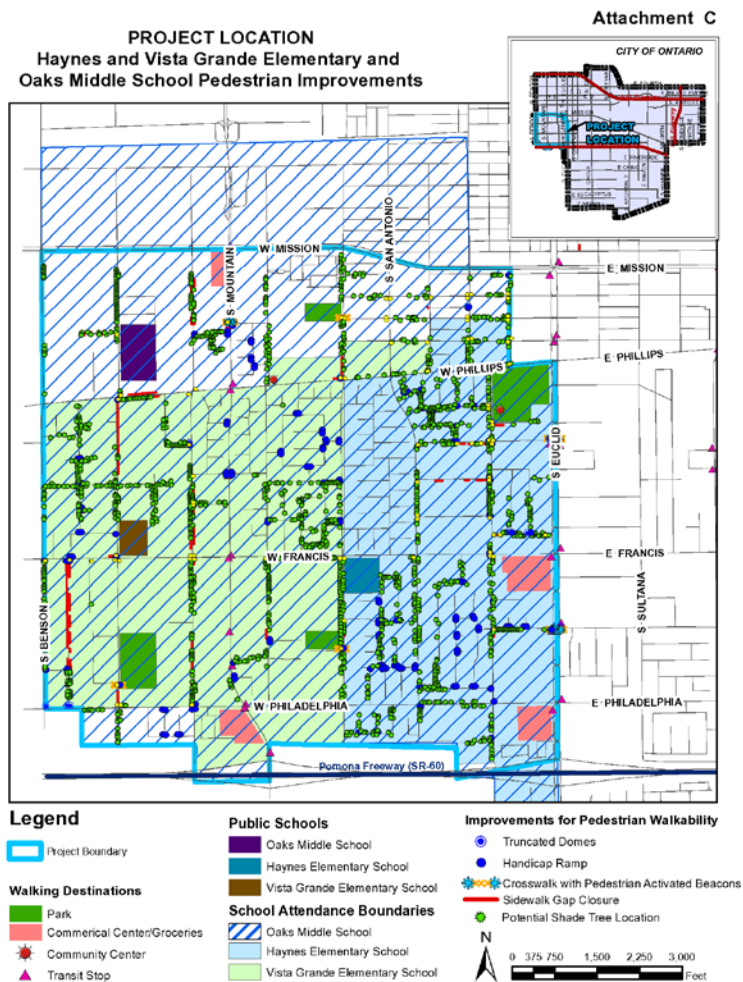 Attachment C
PROJECT LOCATION
Haynes and Vista Grande Elementary and
Oaks Middle School Pedestrian Improvements
CITY OF ONTARIO
PROJECT
LOCATION
W MISSION
E MISSION
S MOUNTAIN
S SAN ANTONIO
W PHILLIPS
E PHILLIPS
S EUCLID
W FRANCIS
E FRANCIS
S BENSON
S SULTANA
W PHILADELPHIA
E PHILADELPHIA
Pomona Freeway (SR-60)
Legend
Project Boundary
Walking Destinations
Park
Commerical Center/Groceries
Community Center
Transit Stop
Public Schools
Oaks Middle School
Haynes Elementary School
Vista Grande Elementary School
School Attendance Boundaries
Oaks Middle School
Haynes Elementary School
Vista Grande Elementary School
Improvements for Pedestrian Walkability
Truncated Domes
Handicap Ramp
Crosswalk with Pedestrian Activated Beacons
Sidewalk Gap Closure
Potential Shade Tree Location
N
0 375 750 1,500 2,250 3,000
Feet